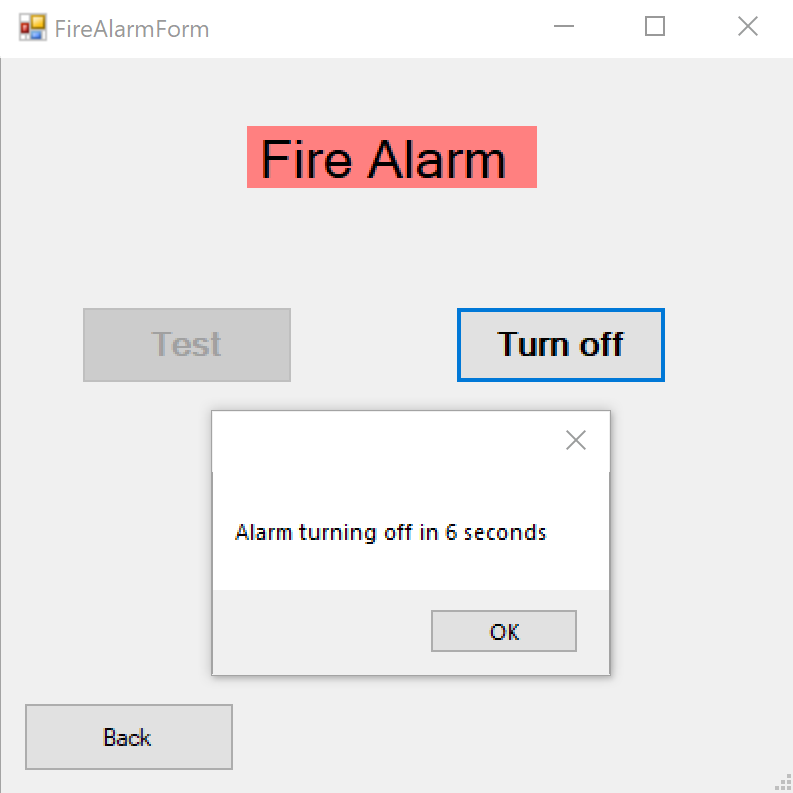 FireAlarmForm
Fire Alarm
Test
Turn off
Alarm turning off in 6 seconds
OK
Back